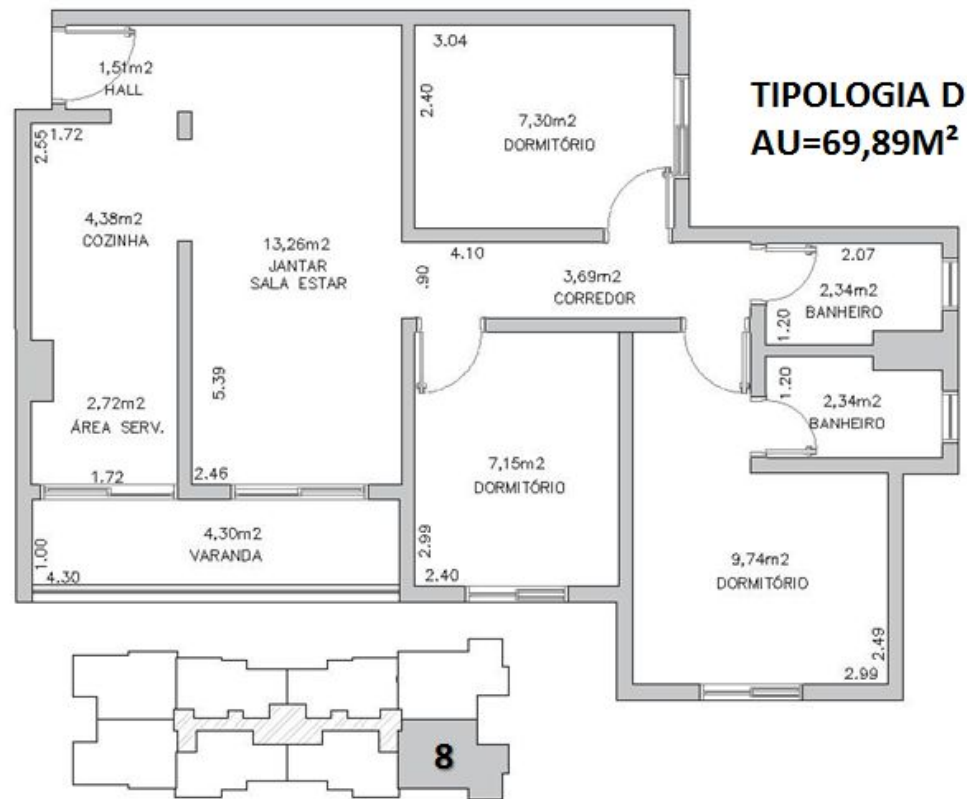 TIPOLOGIA D
AU=69,89M²
1,51m2
HALL
1.72
2.55
4,38m2
COZINHA
2,72m2
ÁREA SERV.
1.72
13,26m2
JANTAR
SALA ESTAR
5.39
2.46
3.04
2.40
7,30m2
DORMITÓRIO
4.10
.90
3,69m2
CORREDOR
2.07
2,34m2
BANHEIRO
1.20
1.20
2,34m2
BANHEIRO
7,15m2
DORMITÓRIO
2.99
2.40
9,74m2
DORMITÓRIO
2.49
2.99
4,30m2
VARANDA
1.00
4.30
8